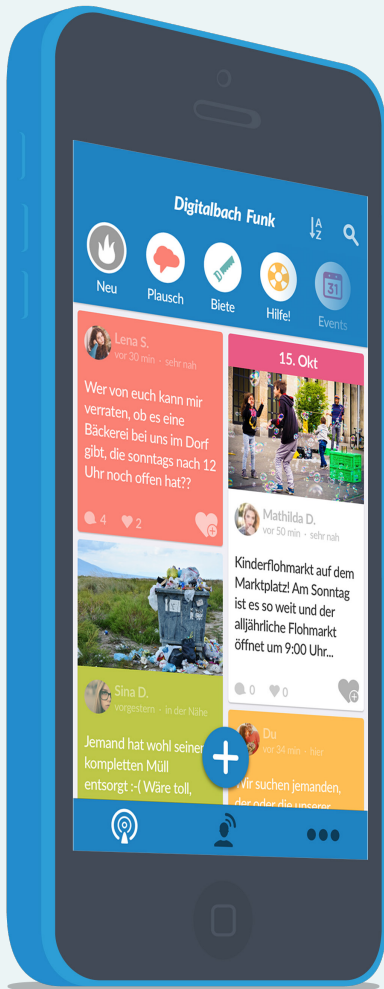 Digitalbach Funk
A
Z
Neu
Plausch
Biete
Hilfe!
31
Events
Lena S.
vor 30 min - sehr nah
Wer von euch kann mir
verraten, ob es eine
Bäckerei bei uns im Dorf
gibt, die sonntags nach 12
Uhr noch offen hat??
4
2
Sina D.
vorgestern - in der Nähe
Jemand hat wohl seinen
kompletten Müll
entsorgt :-( Wäre toll,
15. Okt
Mathilda D.
vor 50 min - sehr nah
Kinderflohmarkt auf dem
Marktplatz! Am Sonntag
ist es so weit und der
alljährliche Flohmarkt
öffnet um 9:00 Uhr...
0
0
Du
vor 34 min - hier
Wir suchen jemanden,
der oder die unserer